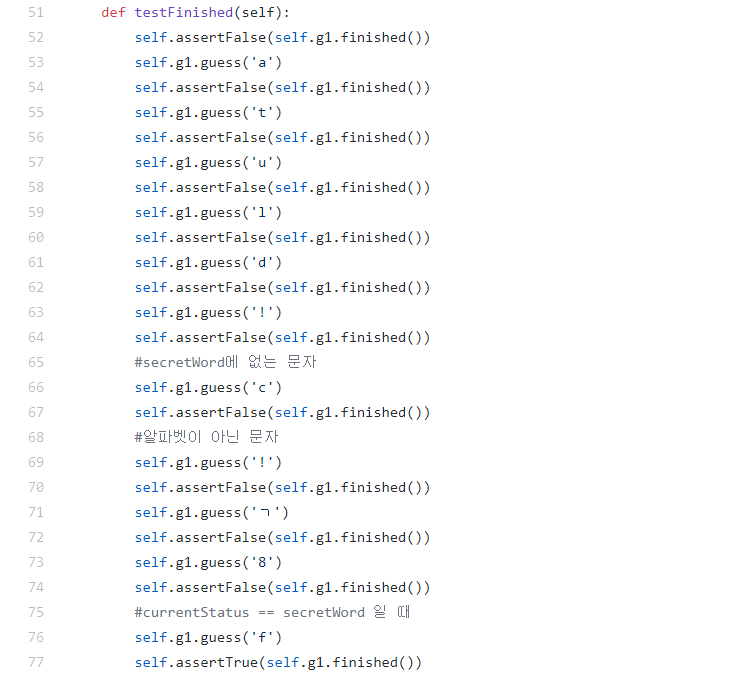 51 def testFinished(self):
52 self.assertFalse(self.g1.finished())
53 self.g1.guess('a')
54 self.assertFalse(self.g1.finished())
55 self.g1.guess('t')
56 self.assertFalse(self.g1.finished())
57 self.g1.guess('u')
58 self.assertFalse(self.g1.finished())
59 self.g1.guess('l')
60 self.assertFalse(self.g1.finished())
61 self.g1.guess('d')
62 self.assertFalse(self.g1.finished())
63 self.g1.guess('!')
64 self.assertFalse(self.g1.finished())
65 #secretWord에 없는 문자
66 self.g1.guess('c')
67 self.assertFalse(self.g1.finished())
68 #알파벳이 아닌 문자
69 self.g1.guess('!')
70 self.assertFalse(self.g1.finished())
71 self.g1.guess('ㄱ')
72 self.assertFalse(self.g1.finished())
73 self.g1.guess('8')
74 self.assertFalse(self.g1.finished())
75 #currentStatus == secretWord 일 때
76 self.g1.guess('f')
77 self.assertTrue(self.g1.finished())